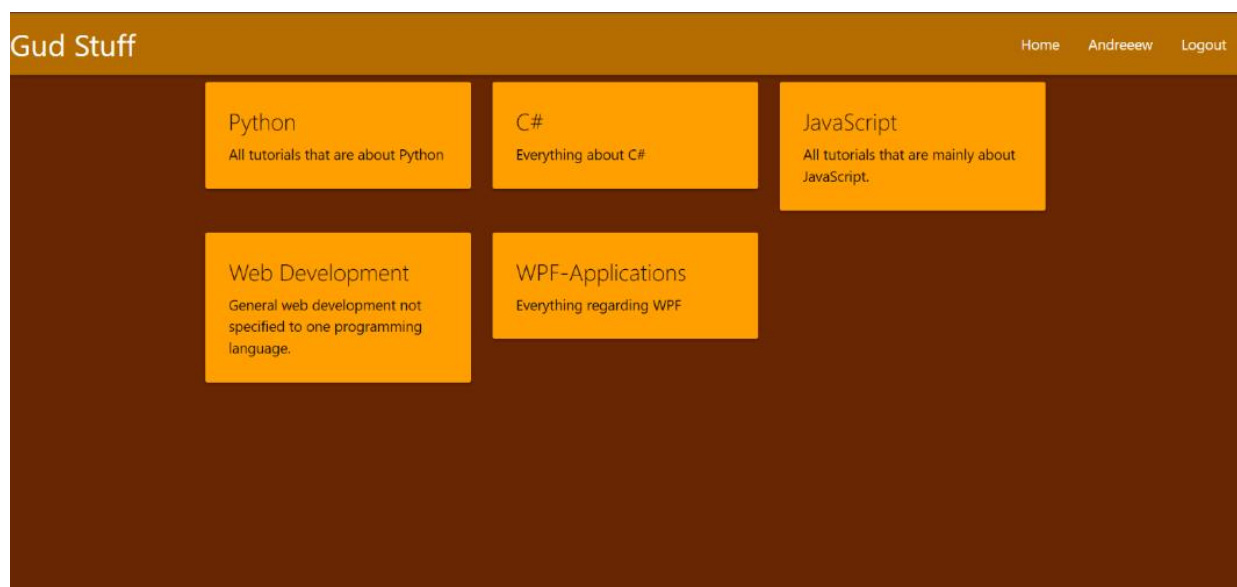 Gud Stuff
Home Andreeew Logout
Python
All tutorials that are about Python
C#
Everything about C#
JavaScript
All tutorials that are mainly about
JavaScript.
Web Development
General web development not
specified to one programming
language.
WPF-Applications
Everything regarding WPF